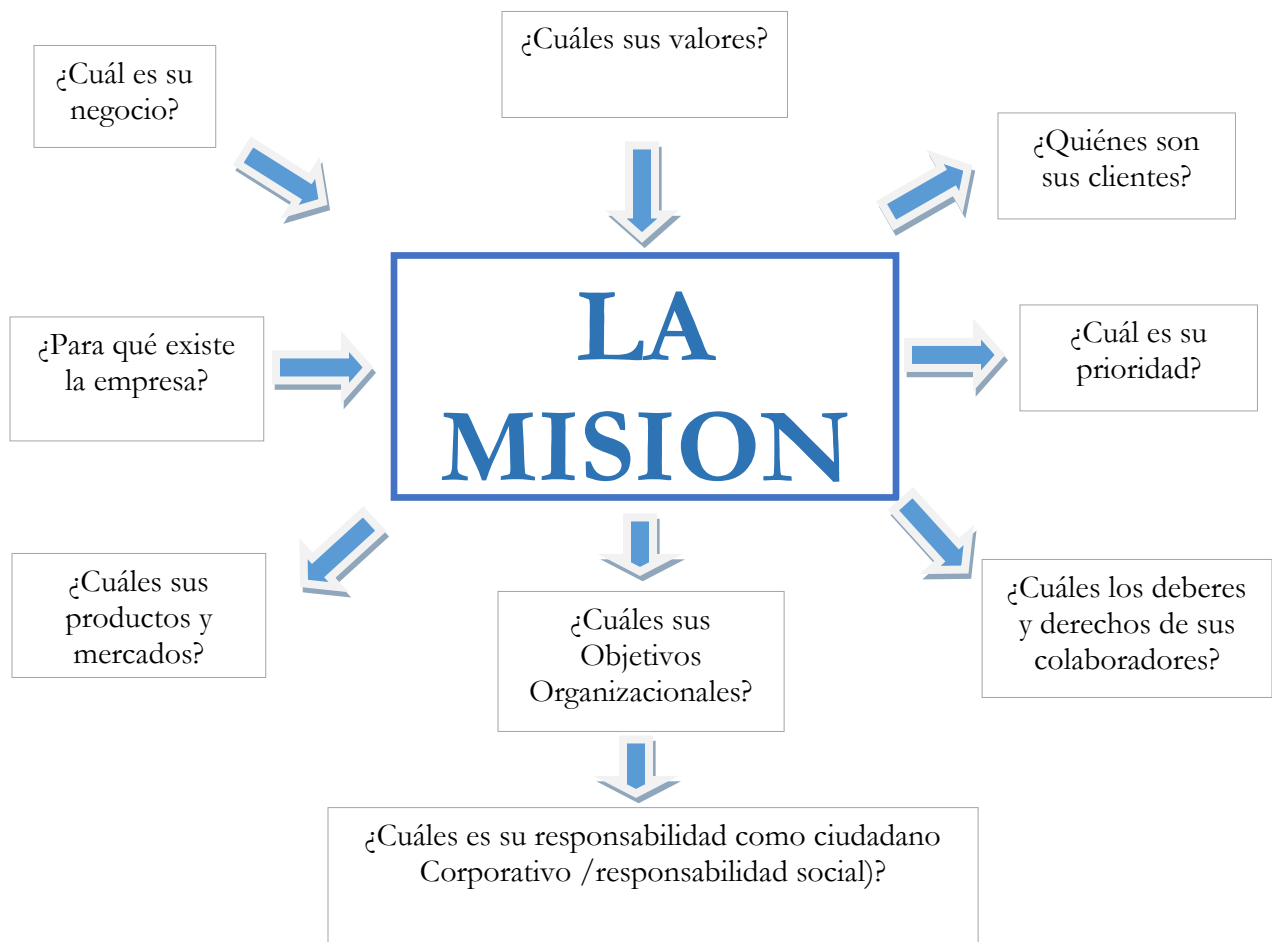 ¿Cuáles sus valores?
¿Cuál es su
negocio?
¿Quiénes son
sus clientes?
LA
MISION
¿Para qué existe
la empresa?
¿Cuál es su
prioridad?
¿Cuáles sus
productos y
mercados?
¿Cuáles sus
Objetivos
Organizacionales?
¿Cuáles los deberes
y derechos de sus
colaboradores?
¿Cuáles es su responsabilidad como ciudadano
Corporativo /responsabilidad social)?